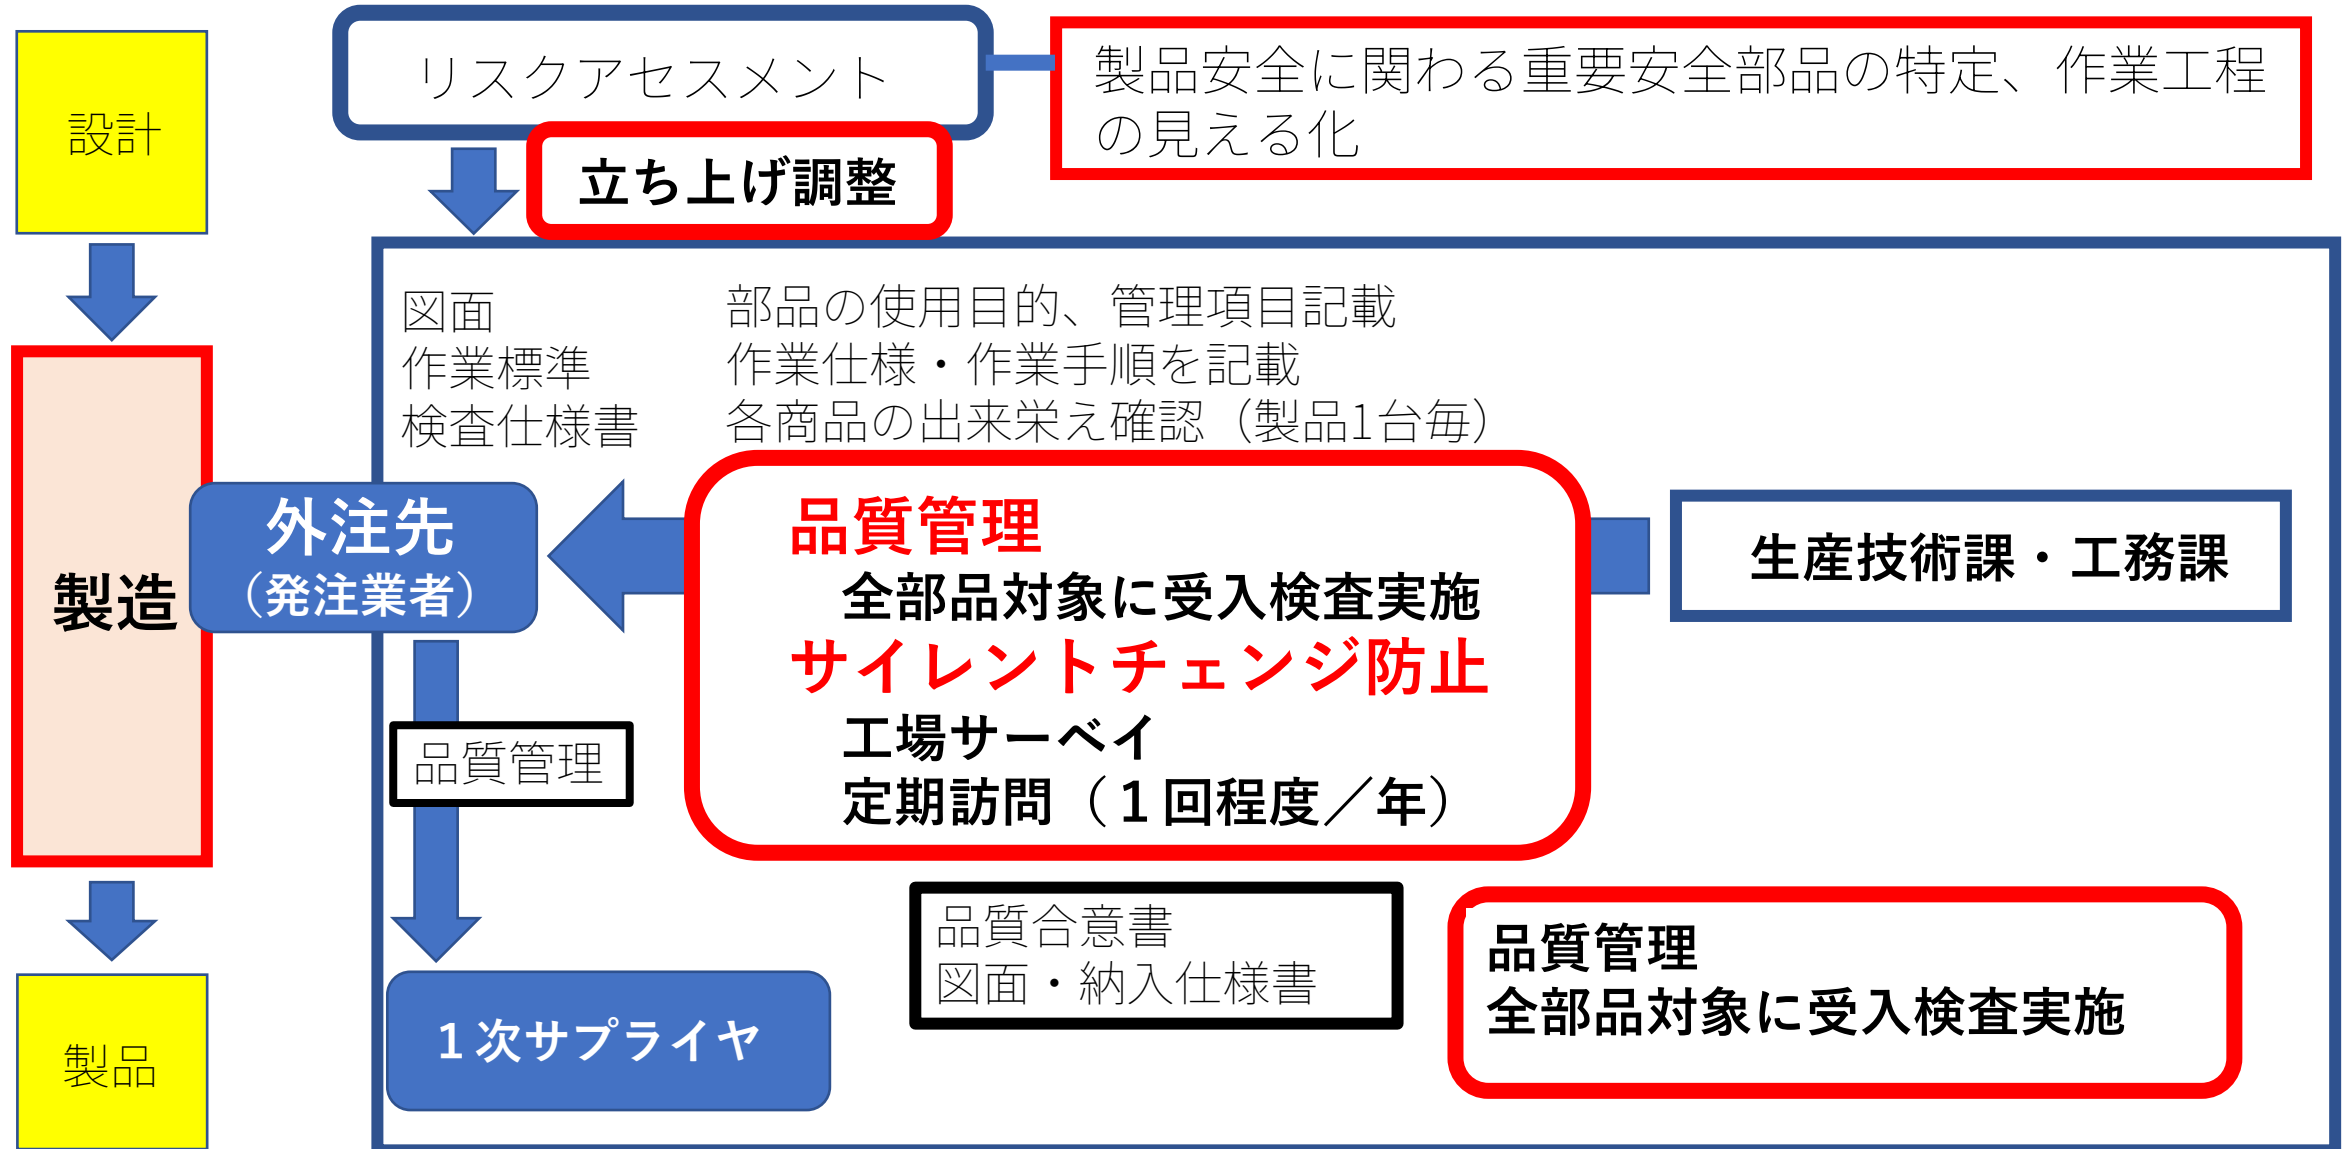 設計
リスクアセスメント
製品安全に関わる重要安全部品の特定、作業工程
の見える化
立ち上げ調整
図面
作業標準
検査仕様書
部品の使用目的、管理項目記載
作業仕様・作業手順を記載
各商品の出来栄え確認（製品1台毎）
製造
外注先
（発注業者）
品質管理
全部品対象に受入検査実施
サイレントチェンジ防止
工場サーベイ
定期訪問（１回程度／年）
生産技術課・工務課
品質管理
品質合意書
図面・納入仕様書
品質管理
全部品対象に受入検査実施
１次サプライヤ
製品